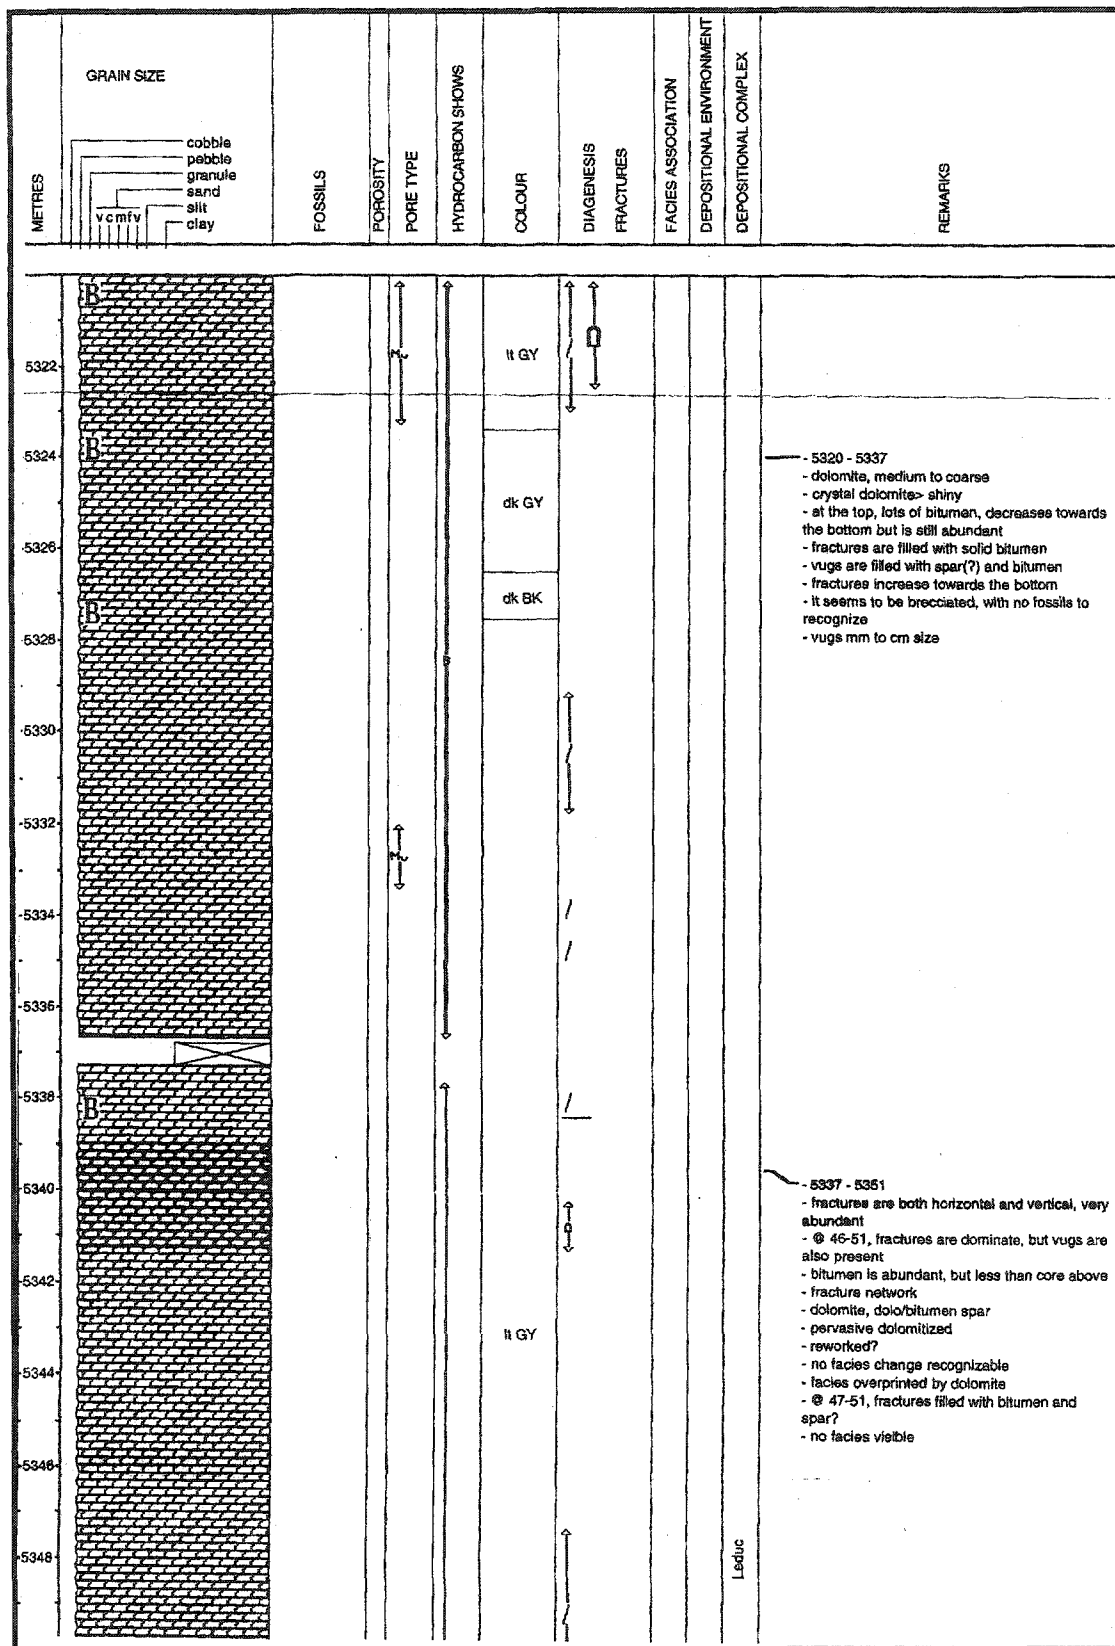 GRAIN SIZE
cobble
pebble
granule
sand
v c m f v
silt
clay
METRES
FOSSILS
POROSITY
PORE TYPE
HYDROCARBON SHOWS
COLOUR
DIAGENESIS
FRACTURES
FACIES ASSOCIATION
DEPOSITIONAL ENVIRONMENT
DEPOSITIONAL COMPLEX
REMARKS
B
lt GY
5322
B
5324
dk GY
5326
dk BK
B
5328
5330
5332
5334
5336
5338
B
5340
5342
lt GY
5344
5346
5348
Leduc
- 5320 - 5337
- dolomite, medium to coarse
- crystal dolomite> shiny
- at the top, lots of bitumen, decreases towards
the bottom but is still abundant
- fractures are filled with solid bitumen
- vugs are filled with spar(?) and bitumen
- fractures increase towards the bottom
- it seems to be brecciated, with no fossils to
recognize
- vugs mm to cm size
- 5337 - 5351
- fractures are both horizontal and vertical, very
abundant
- @ 46-51, fractures are dominate, but vugs are
also present
- bitumen is abundant, but less than core above
- fracture network
- dolomite, dolo/bitumen spar
- pervasive dolomitized
- reworked?
- no facies change recognizable
- facies overprinted by dolomite
- @ 47-51, fractures filled with bitumen and
spar?
- no facies visible